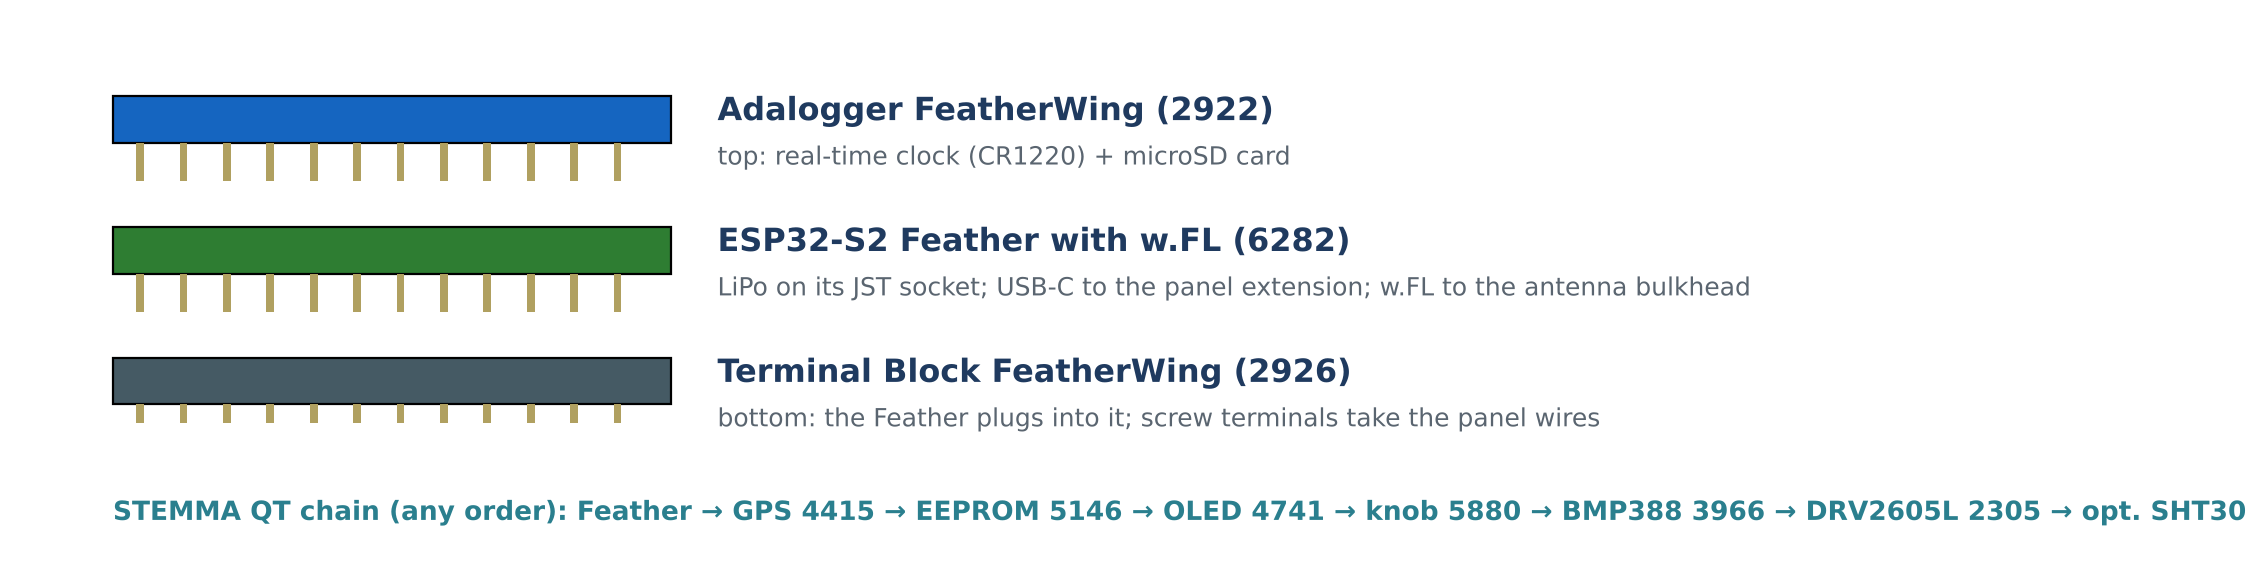 Adalogger FeatherWing (2922)
top: real-time clock (CR1220) + microSD card
ESP32-S2 Feather with w.FL (6282)
LiPo on its JST socket; USB-C to the panel extension; w.FL to the antenna bulkhead
Terminal Block FeatherWing (2926)
bottom: the Feather plugs into it; screw terminals take the panel wires
STEMMA QT chain (any order): Feather → GPS 4415 → EEPROM 5146 → OLED 4741 → knob 5880 → BMP388 3966 → DRV2605L 2305 → opt. SHT30